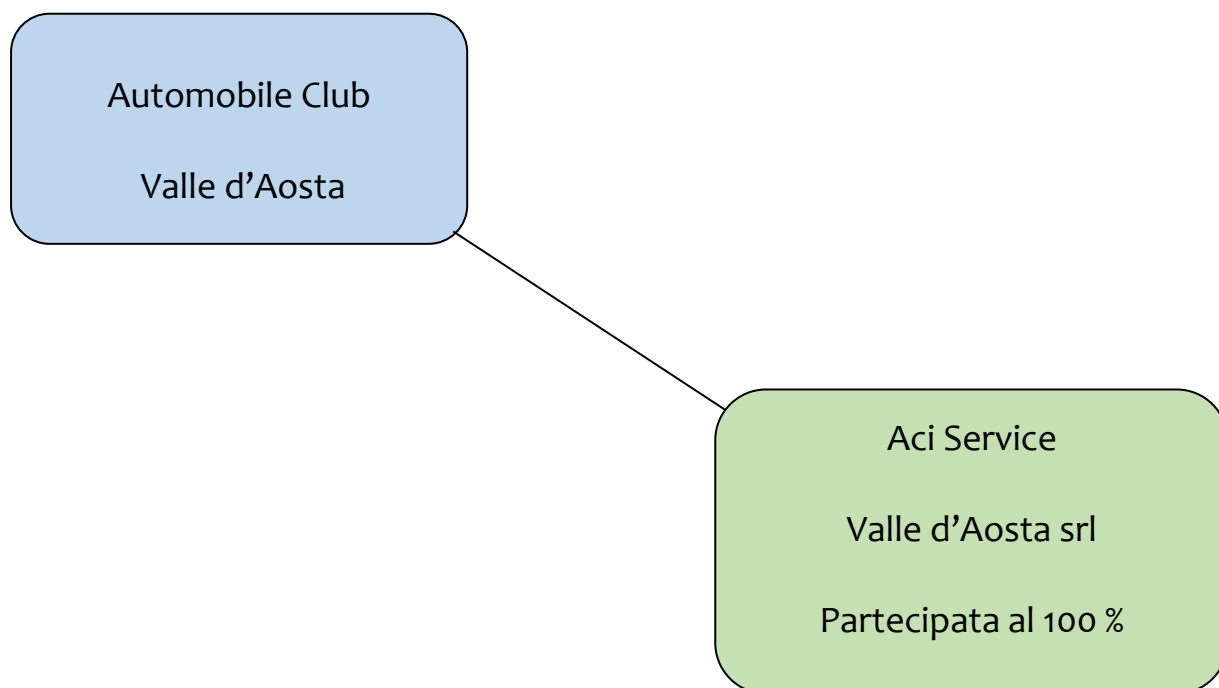 Automobile Club
Valle d’Aosta
Aci Service
Valle d’Aosta srl
Partecipata al 100 %